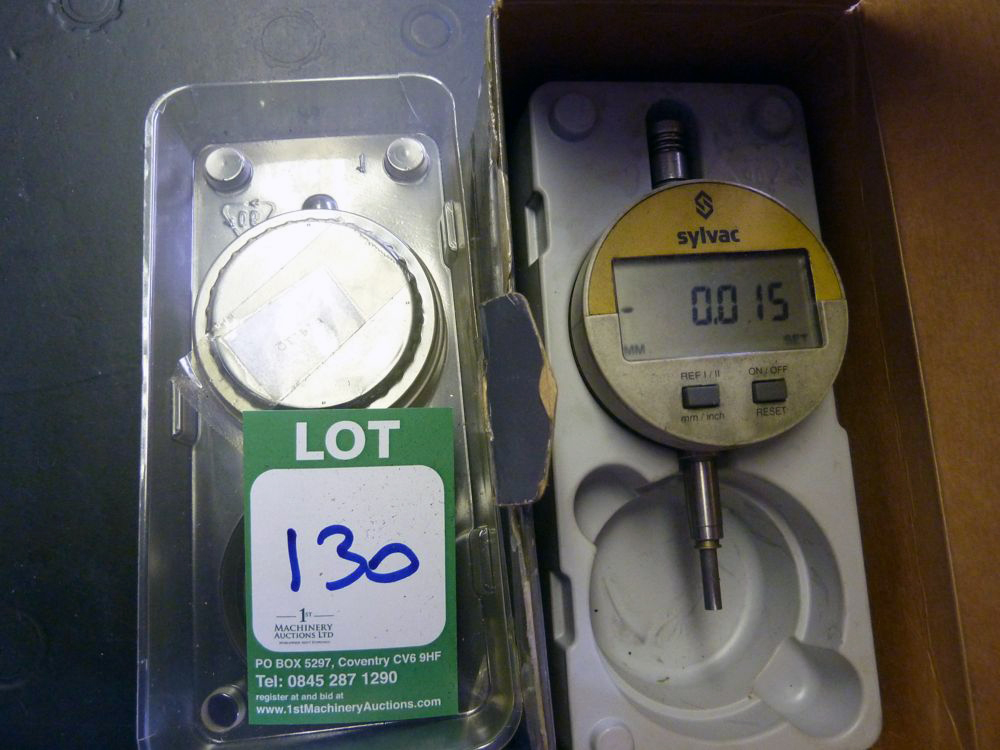 LOT
130
1ST
MACHINERY
AUCTIONS LTD
PO BOX 5297, Coventry CV6 9HF
Tel: 0845 287 1290
register at and bid at
www.1stMachineryAuctions.com
sylvac
- 0.015
MM SET
REF I / II ON / OFF
mm / inch RESET